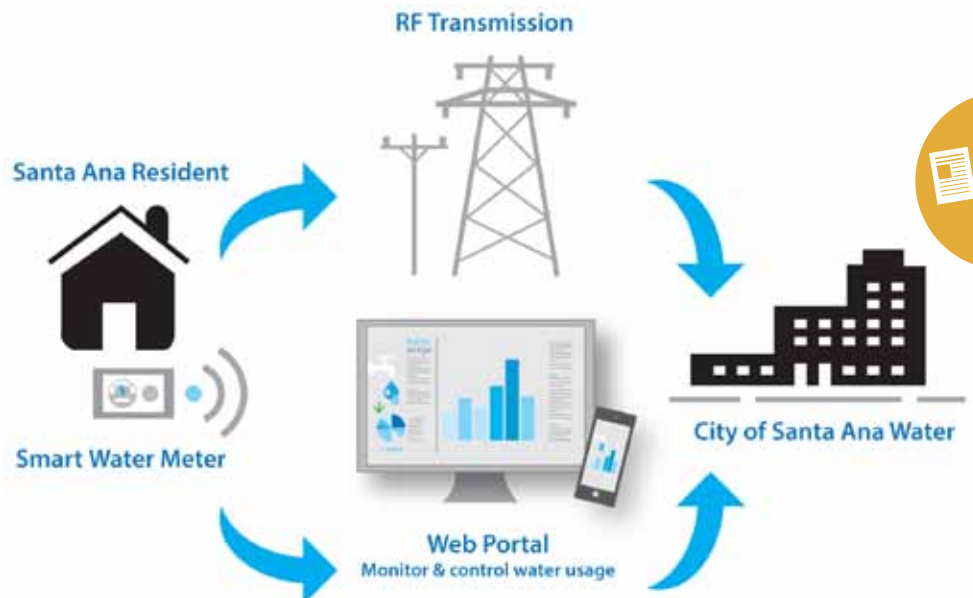 RF Transmission
Santa Ana Resident
Smart Water Meter
City of Santa Ana Water
Web Portal
Monitor & control water usage